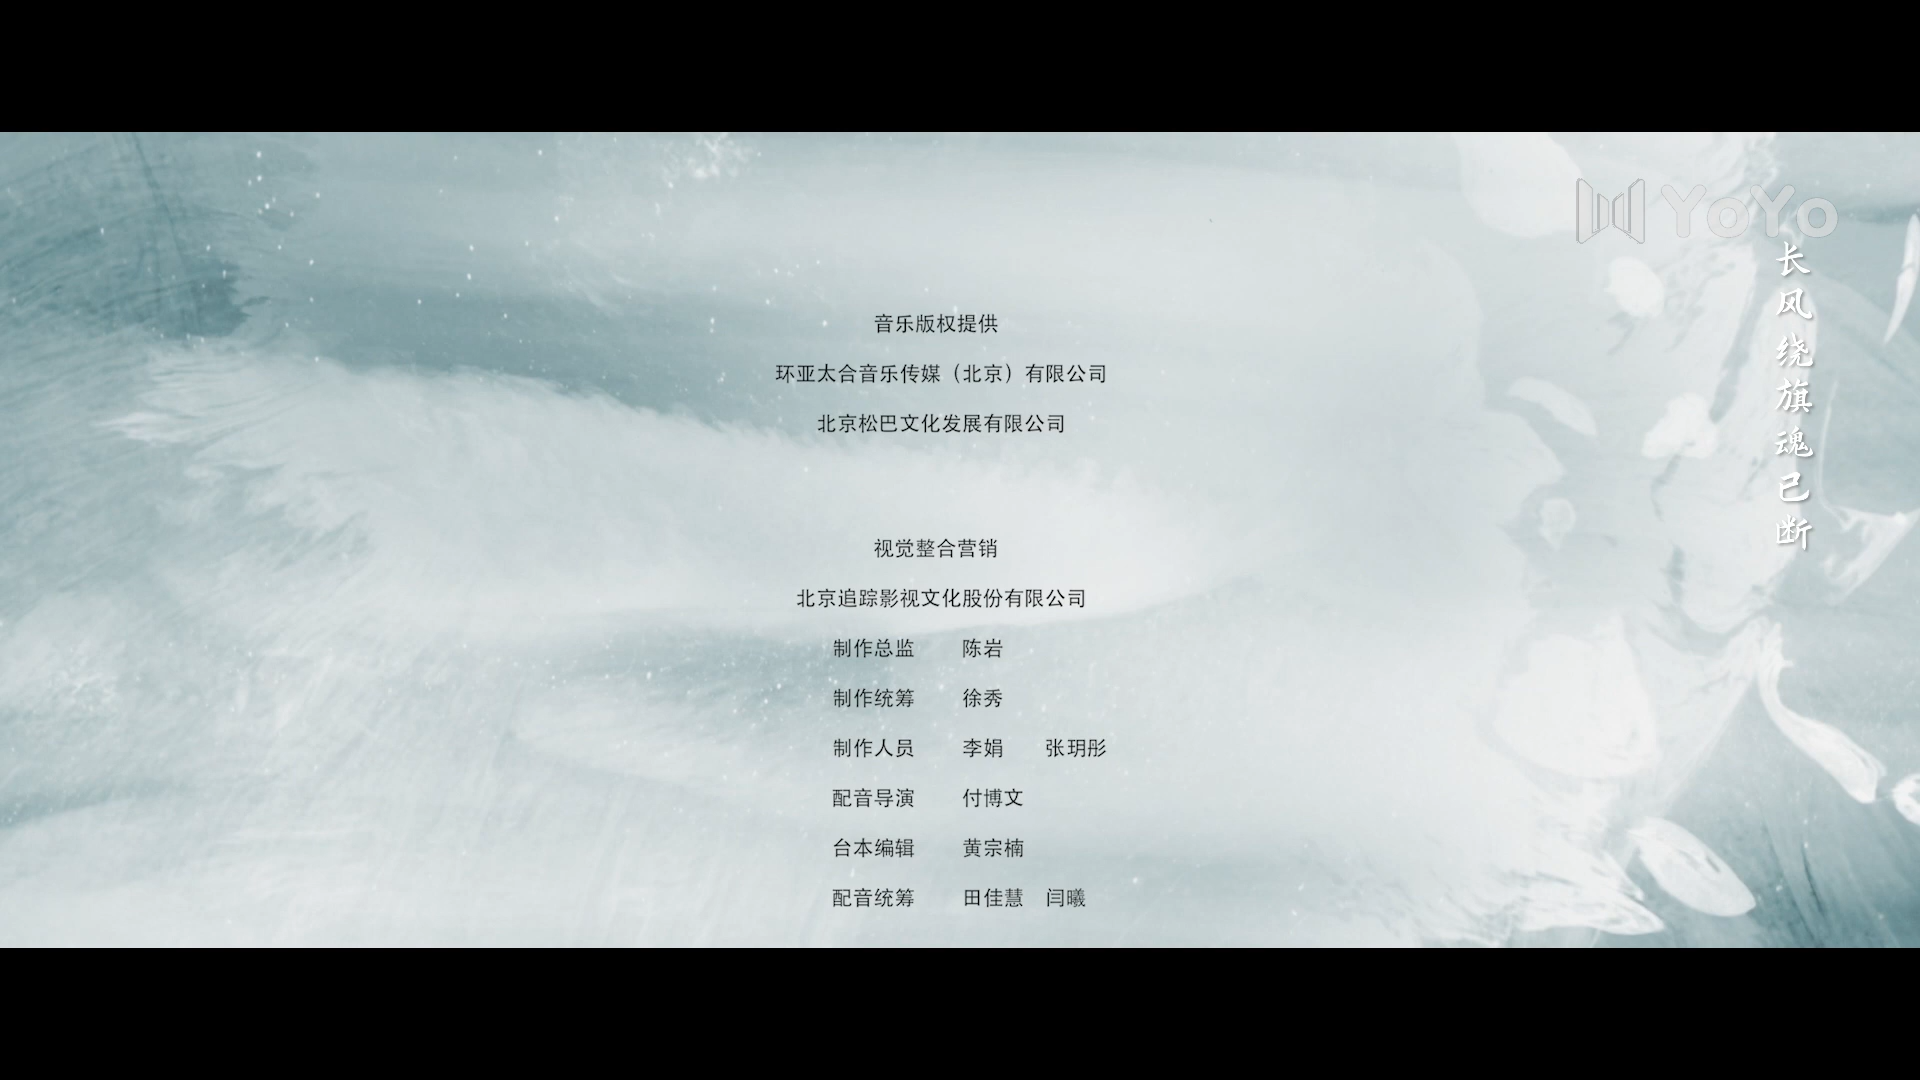 YoYo
长风绕旗魂已断
音乐版权提供
环亚太合音乐传媒（北京）有限公司
北京松巴文化发展有限公司
视觉整合营销
北京追踪影视文化股份有限公司
制作总监 陈岩
制作统筹 徐秀
制作人员 李娟 张玥彤
配音导演 付博文
台本编辑 黄宗楠
配音统筹 田佳慧 闫曦